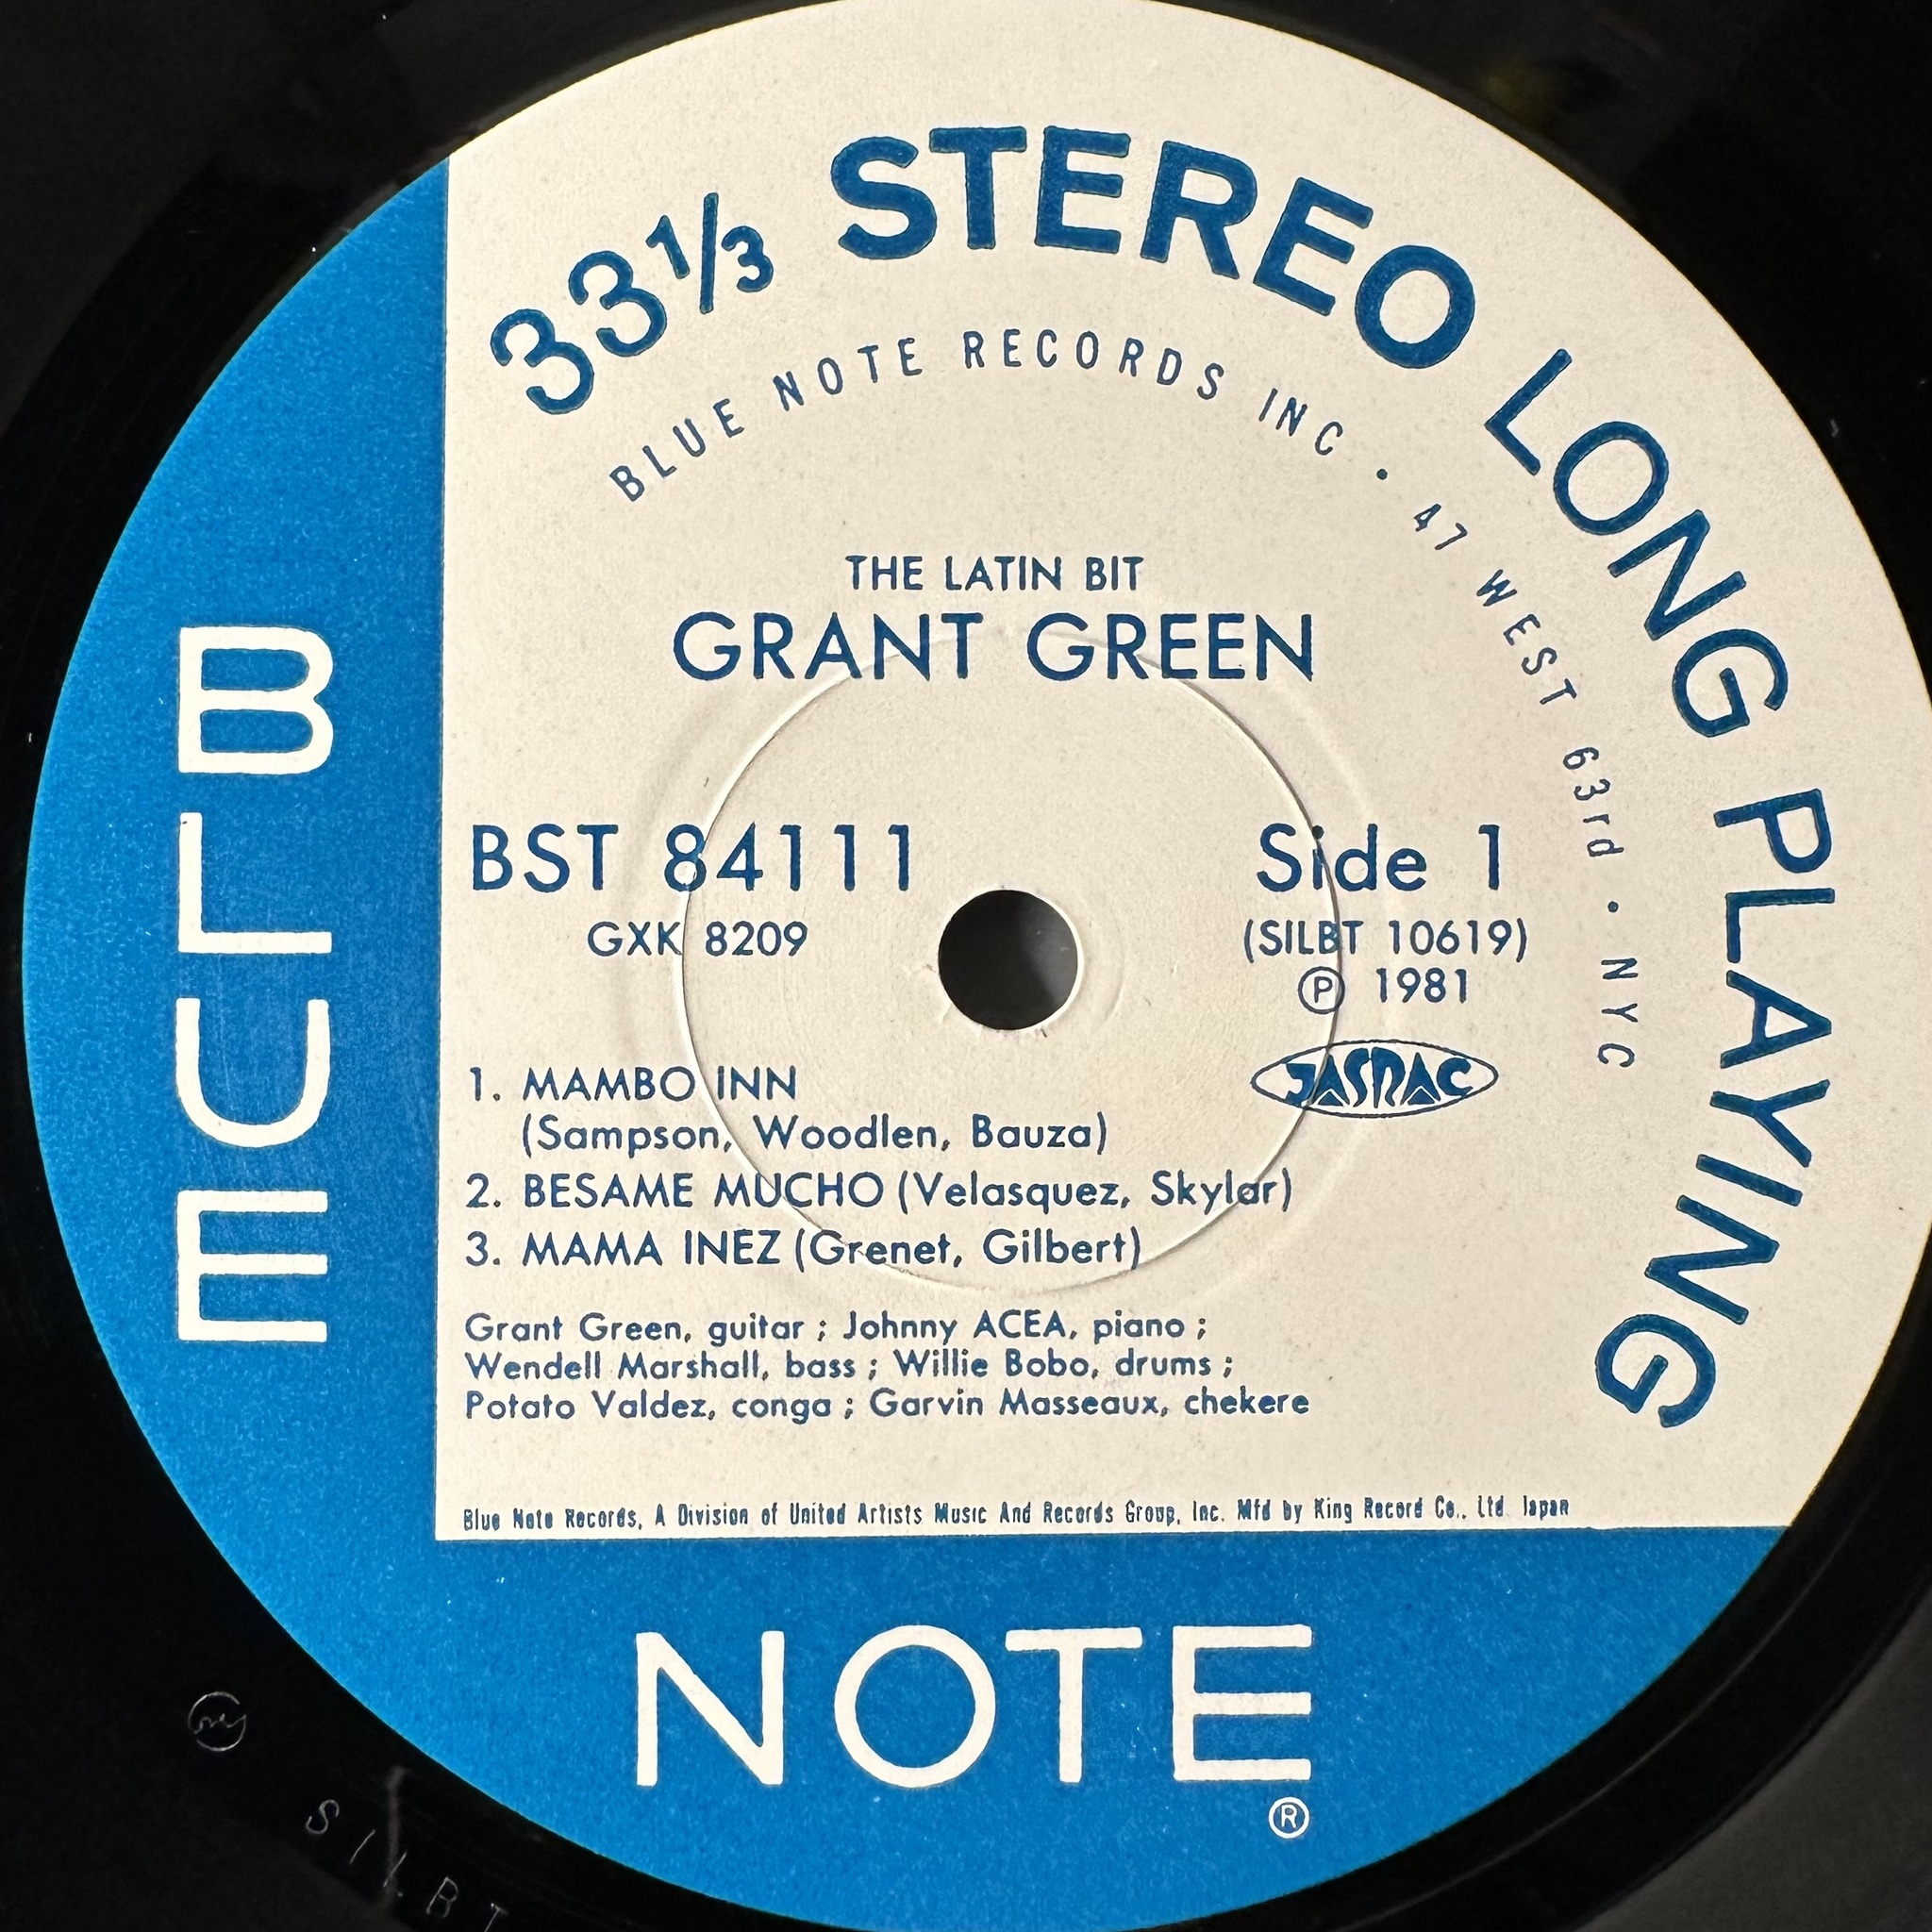 33⅓ STEREO LONG PLAYING
BLUE NOTE RECORDS INC • 47 WEST 63rd • NYC
THE LATIN BIT
GRANT GREEN
BST 84111
GXK 8209
Side 1
(SILBT 10619)
Ⓟ 1981
JASRAC
1. MAMBO INN
(Sampson, Woodlen, Bauza)
2. BESAME MUCHO (Velasquez, Skylar)
3. MAMA INEZ (Grenet, Gilbert)
Grant Green, guitar ; Johnny ACEA, piano ;
Wendell Marshall, bass ; Willie Bobo, drums ;
Potato Valdez, conga ; Garvin Masseaux, chekere
Blue Note Records, A Division of United Artists Music And Records Group, Inc. Mfd by King Record Co., Ltd. Japan
BLUE
NOTE
®
SILBT